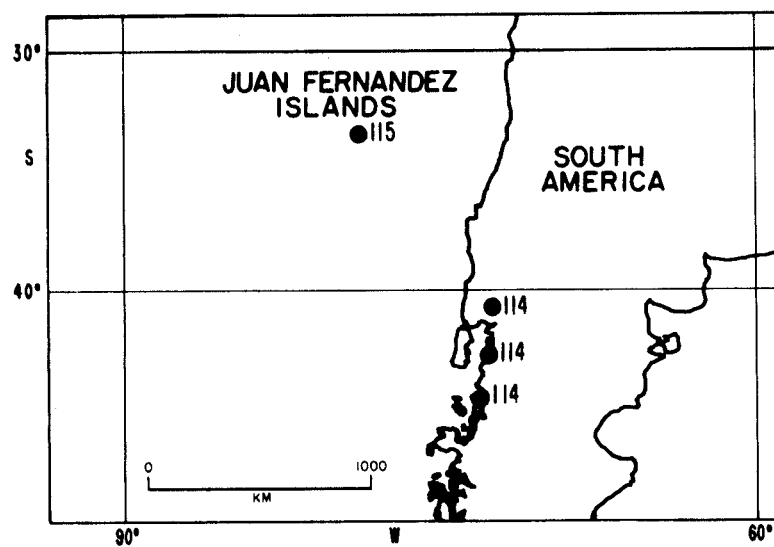 30°
JUAN FERNANDEZ
ISLANDS
115
S
SOUTH
AMERICA
40°
114
114
114
0
1000
KM
90°
W
60°